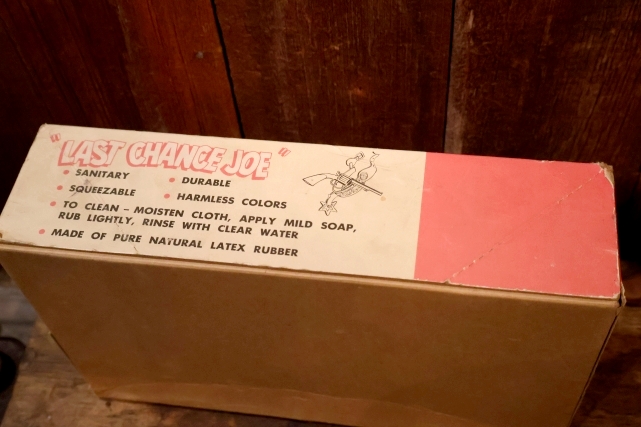 "LAST CHANCE JOE"
• SANITARY • DURABLE
• SQUEEZABLE • HARMLESS COLORS
• TO CLEAN – MOISTEN CLOTH, APPLY MILD SOAP,
RUB LIGHTLY, RINSE WITH CLEAR WATER
• MADE OF PURE NATURAL LATEX RUBBER